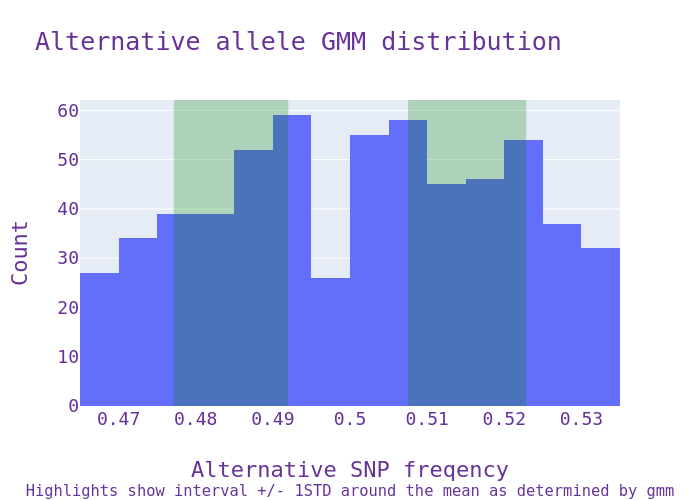 Alternative allele GMM distribution
60
50
40
30
20
10
0
Count
0.47 0.48 0.49 0.5 0.51 0.52 0.53
Alternative SNP freqency
Highlights show interval +/- 1STD around the mean as determined by gmm